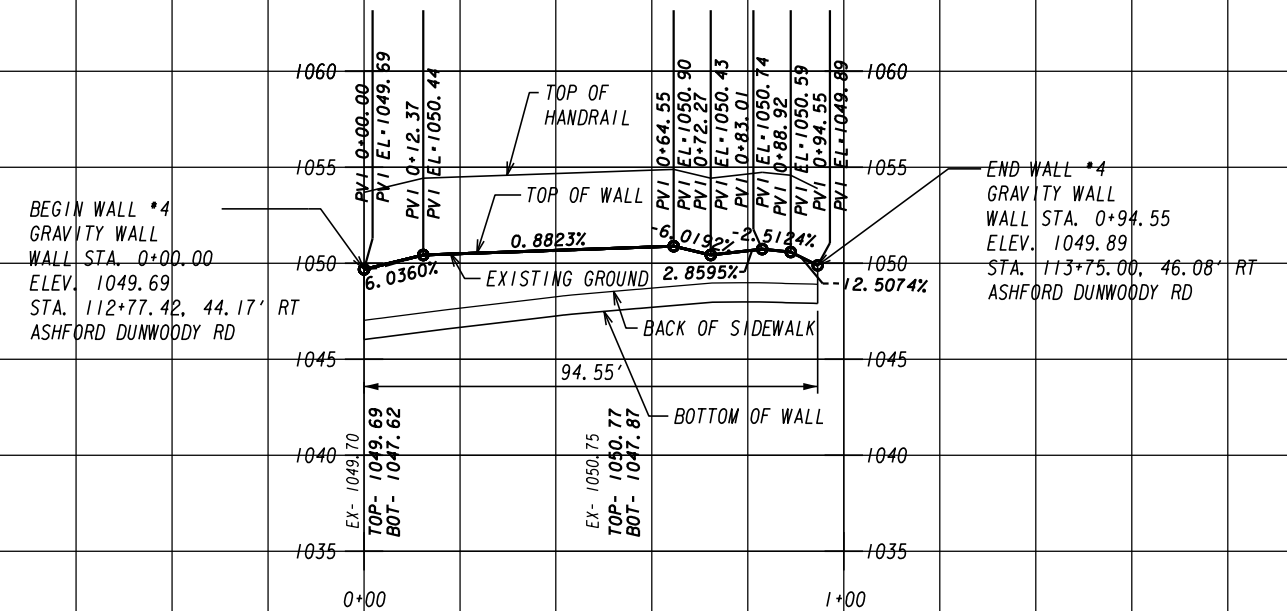 1060
1060
PVI 0+00.00
PVI EL=1049.69
PVI 0+12.37
PVI EL=1050.44
PVI 0+64.55
PVI EL=1050.90
PVI 0+72.27
PVI EL=1050.43
PVI 0+83.01
PVI EL=1050.74
PVI 0+88.92
PVI EL=1050.59
PVI 0+94.55
PVI EL=1049.89
TOP OF
HANDRAIL
1055
1055
TOP OF WALL
BEGIN WALL #4
GRAVITY WALL
WALL STA. 0+00.00
ELEV. 1049.69
STA. 112+77.42, 44.17' RT
ASHFORD DUNWOODY RD
END WALL #4
GRAVITY WALL
WALL STA. 0+94.55
ELEV. 1049.89
STA. 113+75.00, 46.08' RT
ASHFORD DUNWOODY RD
1050
1050
6.0360%
0.8823%
-6.0192%
2.8595%
-2.5124%
-12.5074%
EXISTING GROUND
BACK OF SIDEWALK
1045
1045
94.55'
BOTTOM OF WALL
1040
1040
EX- 1049.70
TOP- 1049.69
BOT- 1047.62
EX- 1050.75
TOP- 1050.77
BOT- 1047.87
1035
1035
0+00
1+00